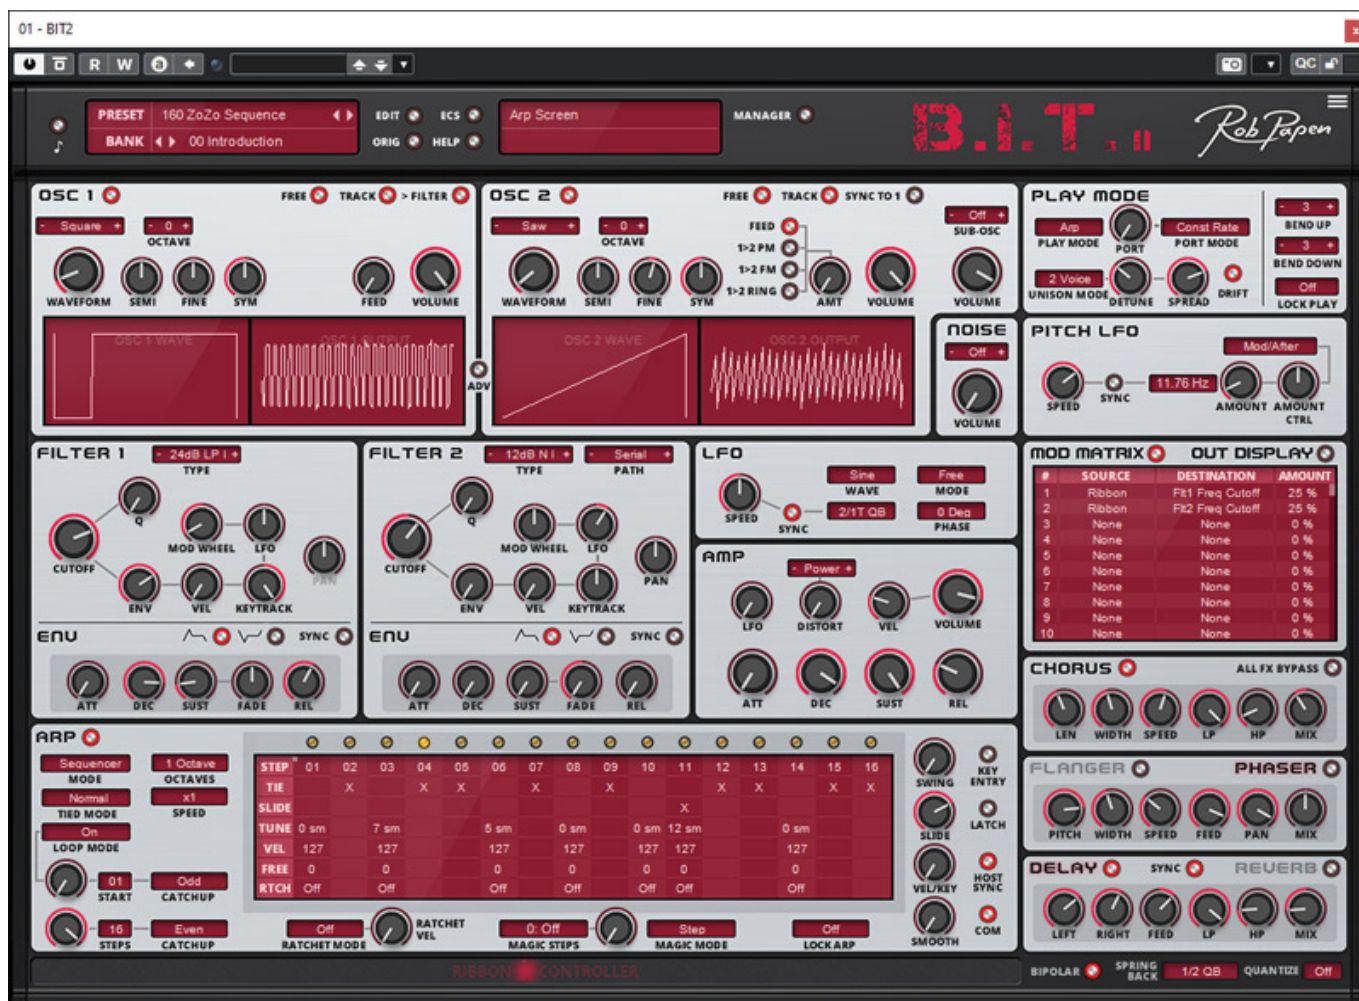 01 - BIT2
R W a QC
PRESET 160 ZoZo Sequence EDIT ECS Arp Screen MANAGER B.I.T. II Rob Papen
BANK 00 Introduction ORIG HELP
OSC 1 FREE TRACK > FILTER
- Square + - 0 +
OCTAVE
WAVEFORM SEMI FINE SYM FEED VOLUME
OSC 1 WAVE OSC 1 OUTPUT
ADV
OSC 2 FREE TRACK SYNC TO 1
- Saw + - 0 + FEED - Off +
OCTAVE 1>2 PM SUB-OSC
1>2 FM
WAVEFORM SEMI FINE SYM 1>2 RING AMT VOLUME VOLUME
OSC 2 WAVE OSC 2 OUTPUT
NOISE
- Off +
VOLUME
PLAY MODE
Arp Const Rate - 3 +
PLAY MODE PORT PORT MODE BEND UP
- 3 +
BEND DOWN
2 Voice Off
UNISON MODE DETUNE SPREAD DRIFT LOCK PLAY
PITCH LFO
Mod/After
11.76 Hz
SPEED SYNC AMOUNT AMOUNT
CTRL
FILTER 1 - 24dB LP I +
TYPE
Q
MOD WHEEL LFO
CUTOFF PAN
ENV VEL KEYTRACK
ENV SYNC
ATT DEC SUST FADE REL
FILTER 2 - 12dB N I + - Serial +
TYPE PATH
Q
MOD WHEEL LFO
CUTOFF PAN
ENV VEL KEYTRACK
ENV SYNC
ATT DEC SUST FADE REL
LFO
Sine Free
WAVE MODE
SPEED 2/1T QB 0 Deg
SYNC PHASE
AMP
- Power +
LFO DISTORT VEL VOLUME
ATT DEC SUST REL
MOD MATRIX OUT DISPLAY
# SOURCE DESTINATION AMOUNT
1 Ribbon Flt1 Freq Cutoff 25 %
2 Ribbon Flt2 Freq Cutoff 25 %
3 None None 0 %
4 None None 0 %
5 None None 0 %
6 None None 0 %
7 None None 0 %
8 None None 0 %
9 None None 0 %
10 None None 0 %
CHORUS ALL FX BYPASS
LEN WIDTH SPEED LP HP MIX
FLANGER PHASER
PITCH WIDTH SPEED FEED PAN MIX
DELAY SYNC REVERB
LEFT RIGHT FEED LP HP MIX
ARP
Sequencer 1 Octave
MODE OCTAVES
Normal x1
TIED MODE SPEED
On
LOOP MODE
01 Odd
START CATCHUP
16 Even
STEPS CATCHUP
STEP 01 02 03 04 05 06 07 08 09 10 11 12 13 14 15 16
TIE X X X X X X X X X
SLIDE X
TUNE 0 sm 7 sm 5 sm 0 sm 0 sm 12 sm 0 sm
VEL 127 127 127 127 127 127 127
FREE 0 0 0 0 0 0 0
RTCH Off Off Off Off Off Off Off
Off RATCHET 0: Off Step Off
RATCHET MODE VEL MAGIC STEPS MAGIC MODE LOCK ARP
SWING KEY
ENTRY
SLIDE LATCH
VEL/KEY HOST
SYNC
SMOOTH COM
RIBBON CONTROLLER
BIPOLAR SPRING
BACK 1/2 QB QUANTIZE Off